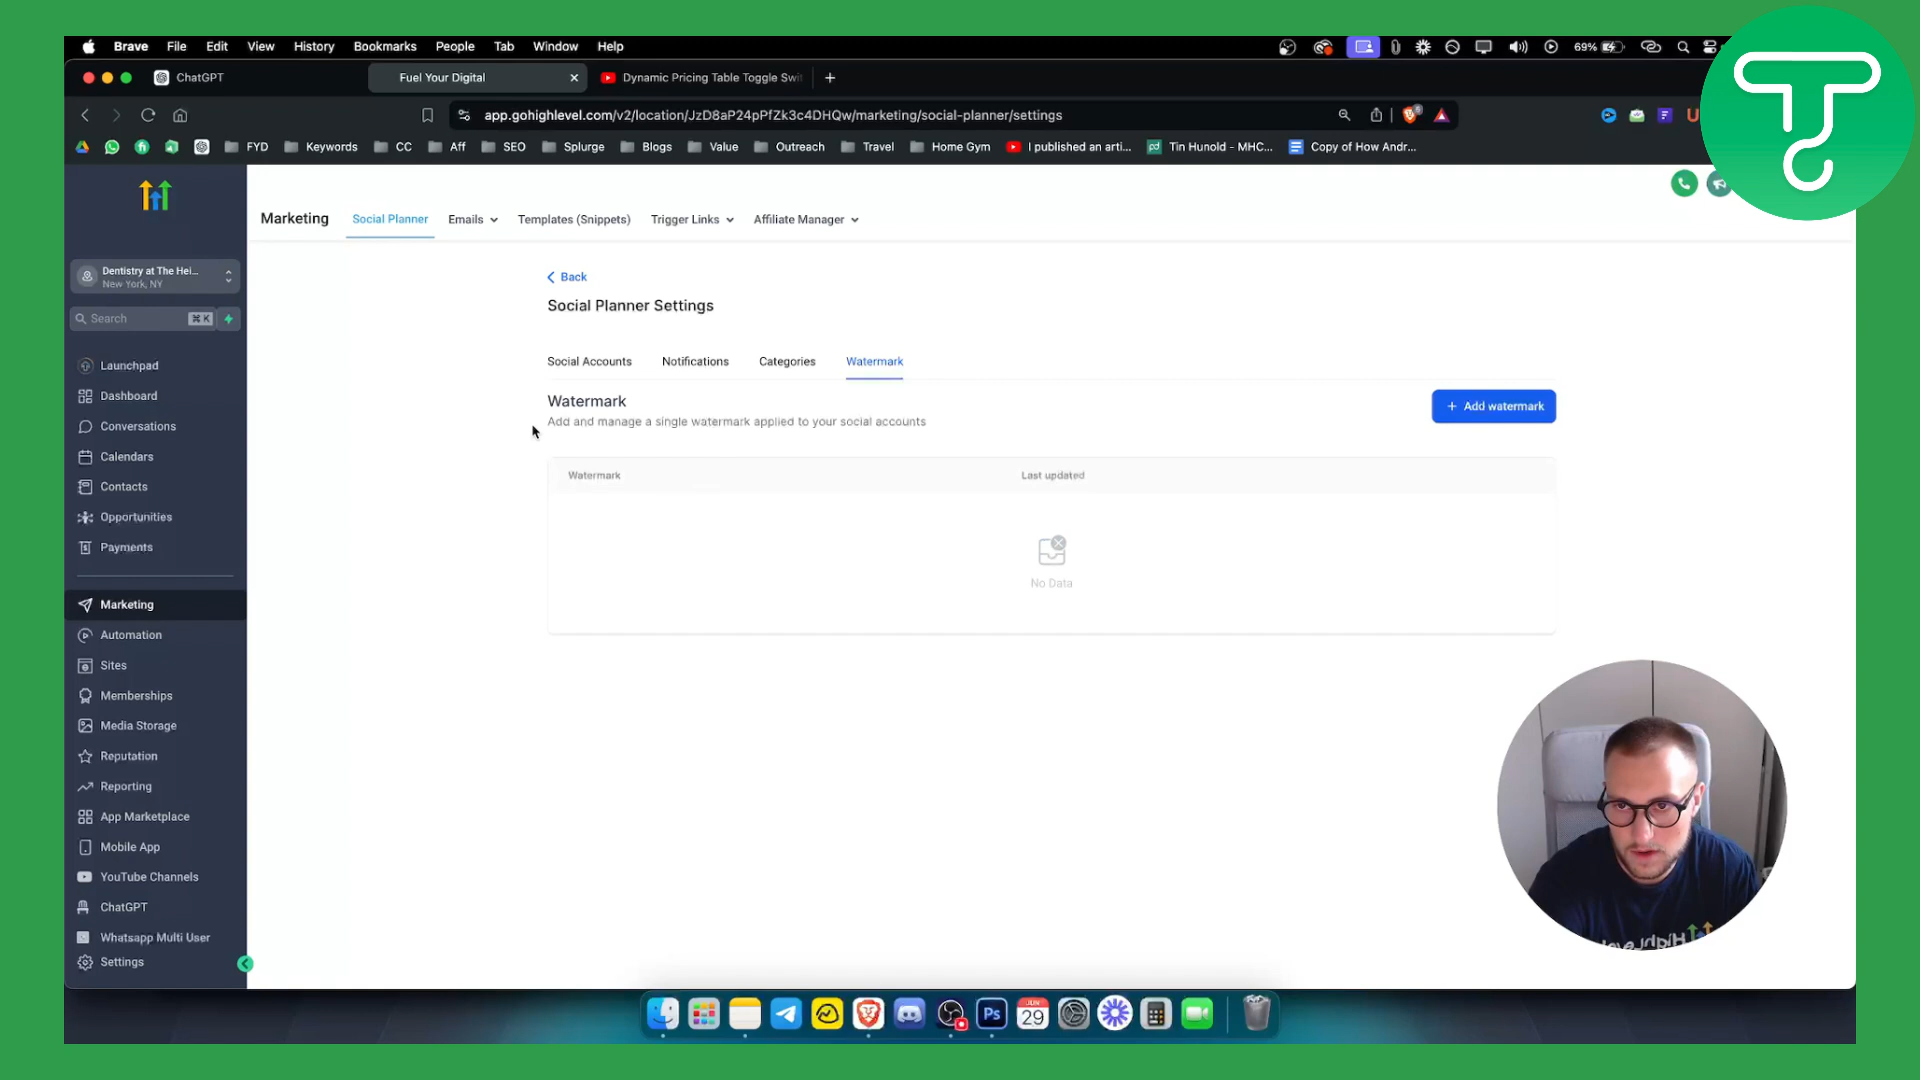 Brave File Edit View History Bookmarks People Tab Window Help 69%
ChatGPT Fuel Your Digital Dynamic Pricing Table Toggle Swit
app.gohighlevel.com/v2/location/JzD8aP24pPfZk3c4DHQw/marketing/social-planner/settings
FYD Keywords CC Aff SEO Splurge Blogs Value Outreach Travel Home Gym I published an arti... Tin Hunold - MHC... Copy of How Andr...
Marketing Social Planner Emails Templates (Snippets) Trigger Links Affiliate Manager
Dentistry at The Hei...
New York, NY
Search ⌘ K
Launchpad
Dashboard
Conversations
Calendars
Contacts
Opportunities
Payments
Marketing
Automation
Sites
Memberships
Media Storage
Reputation
Reporting
App Marketplace
Mobile App
YouTube Channels
ChatGPT
Whatsapp Multi User
Settings
Back
Social Planner Settings
Social Accounts Notifications Categories Watermark
Watermark
Add and manage a single watermark applied to your social accounts
+ Add watermark
Watermark Last updated
No Data
Ps
JUN
29